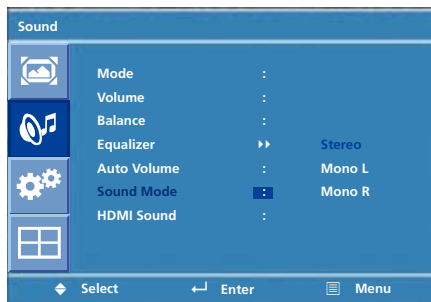 Sound
Mode :
Volume :
Balance :
Equalizer Stereo
Auto Volume : Mono L
Sound Mode : Mono R
HDMI Sound :
Select Enter Menu